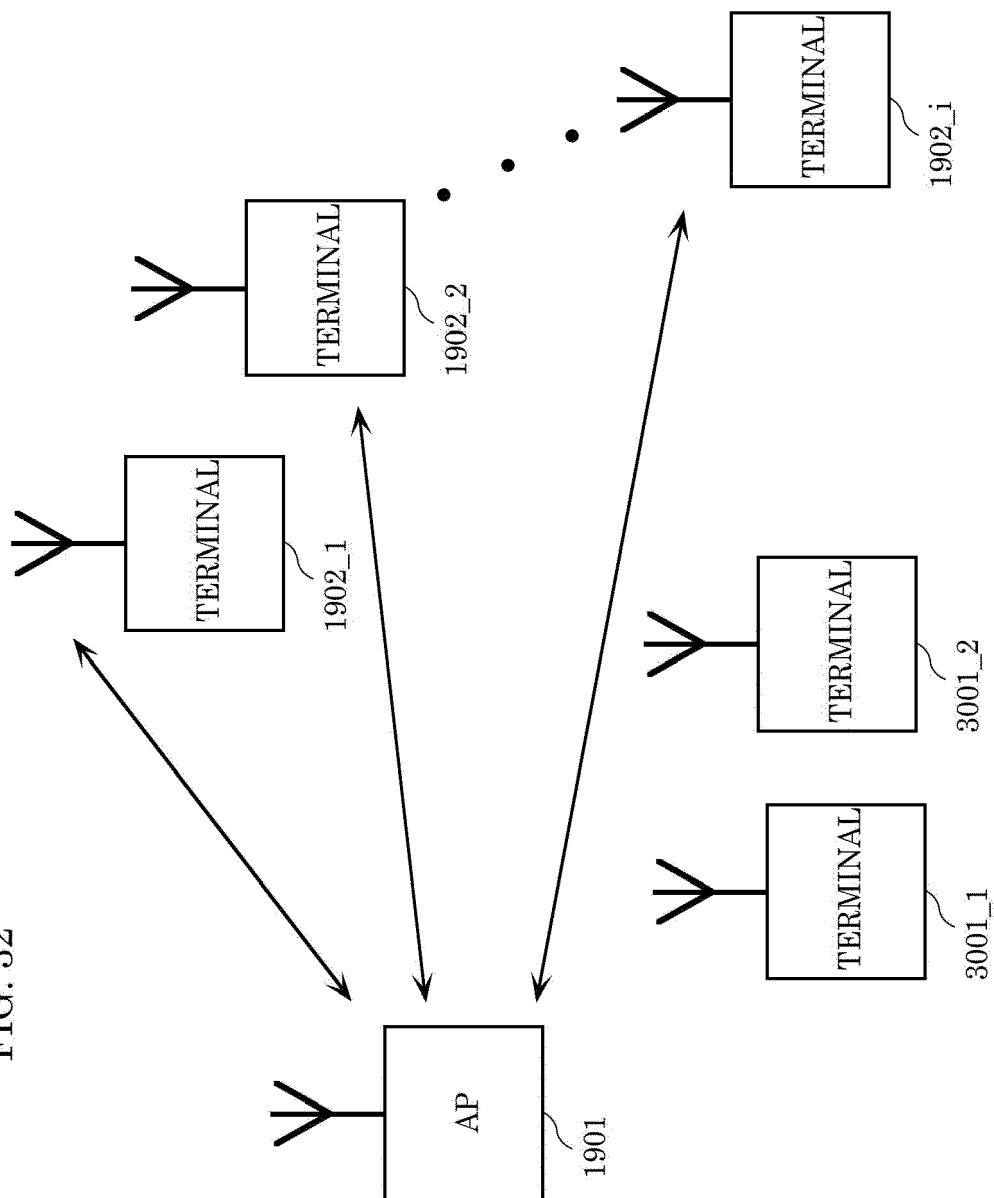 FIG. 32
TERMINAL
1902_1
TERMINAL
1902_2
TERMINAL
1902_i
AP
1901
TERMINAL
3001_1
TERMINAL
3001_2